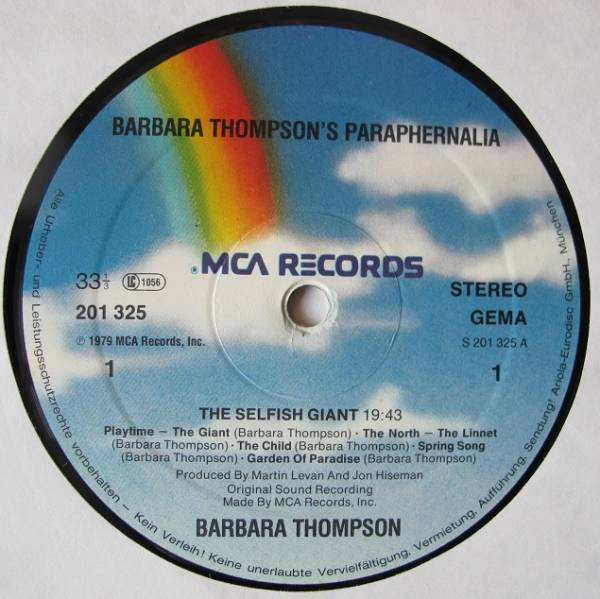 BARBARA THOMPSON'S PARAPHERNALIA
MCA RECORDS
33⅓ LC 1056
201 325
℗ 1979 MCA Records, Inc.
1
STEREO
GEMA
S 201 325 A
1
THE SELFISH GIANT 19:43
Playtime – The Giant (Barbara Thompson) · The North – The Linnet
(Barbara Thompson) · The Child (Barbara Thompson) · Spring Song
(Barbara Thompson) · Garden Of Paradise (Barbara Thompson)
Produced By Martin Levan And Jon Hiseman
Original Sound Recording
Made By MCA Records, Inc.
BARBARA THOMPSON
Alle Urheber- und Leistungsschutzrechte vorbehalten – Kein Verleih! Keine unerlaubte Vervielfältigung, Vermietung, Aufführung, Sendung! Ariola-Eurodisc GmbH., München